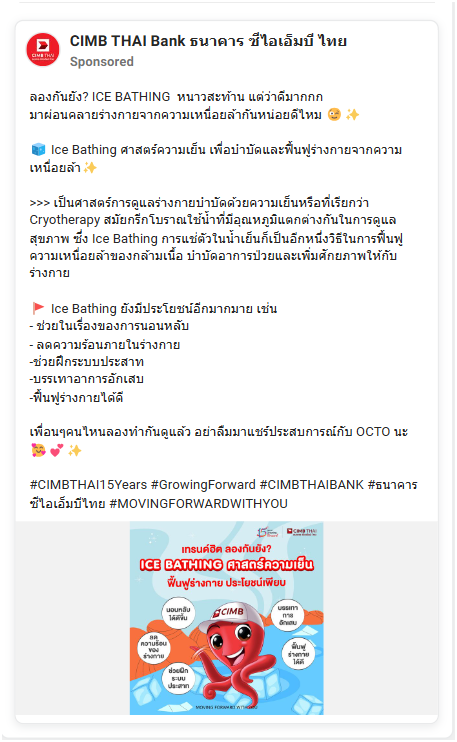 CIMB THAI Bank ธนาคาร ซีไอเอ็มบี ไทย
Sponsored
ลองกันยัง? ICE BATHING หนาวสะท้าน แต่ว่าดีมากกก
มาผ่อนคลายร่างกายจากความเหนื่อยล้ากันหน่อยดีไหม 😉✨
🧊 Ice Bathing ศาสตร์ความเย็น เพื่อบำบัดและฟื้นฟูร่างกายจากความ
เหนื่อยล้า✨
>>> เป็นศาสตร์การดูแลร่างกายบำบัดด้วยความเย็นหรือที่เรียกว่า
Cryotherapy สมัยกรีกโบราณใช้น้ำที่มีอุณหภูมิแตกต่างกันในการดูแล
สุขภาพ ซึ่ง Ice Bathing การแช่ตัวในน้ำเย็นก็เป็นอีกหนึ่งวิธีในการฟื้นฟู
ความเหนื่อยล้าของกล้ามเนื้อ บำบัดอาการป่วยและเพิ่มศักยภาพให้กับ
ร่างกาย
🚩 Ice Bathing ยังมีประโยชน์อีกมากมาย เช่น
- ช่วยในเรื่องของการนอนหลับ
- ลดความร้อนภายในร่างกาย
-ช่วยฝึกระบบประสาท
-บรรเทาอาการอักเสบ
-ฟื้นฟูร่างกายได้ดี
เพื่อนๆคนไหนลองทำกันดูแล้ว อย่าลืมมาแชร์ประสบการณ์กับ OCTO นะ
🥰💕✨
#CIMBTHAI15Years #GrowingForward #CIMBTHAIBANK #ธนาคาร
ซีไอเอ็มบีไทย #MOVINGFORWARDWITHYOU
CIMB THAI
เทรนด์ฮิต ลองกันยัง?
ICE BATHING ศาสตร์ความเย็น
ฟื้นฟูร่างกาย ประโยชน์เพียบ
นอนหลับ
ได้ดีขึ้น
CIMB
บรรเทา
การ
อักเสบ
ลด
ความร้อน
ของ
ร่างกาย
ฟื้นฟู
ร่างกาย
ได้ดี
ช่วยฝึก
ระบบ
ประสาท
MOVING FORWARD WITH YOU